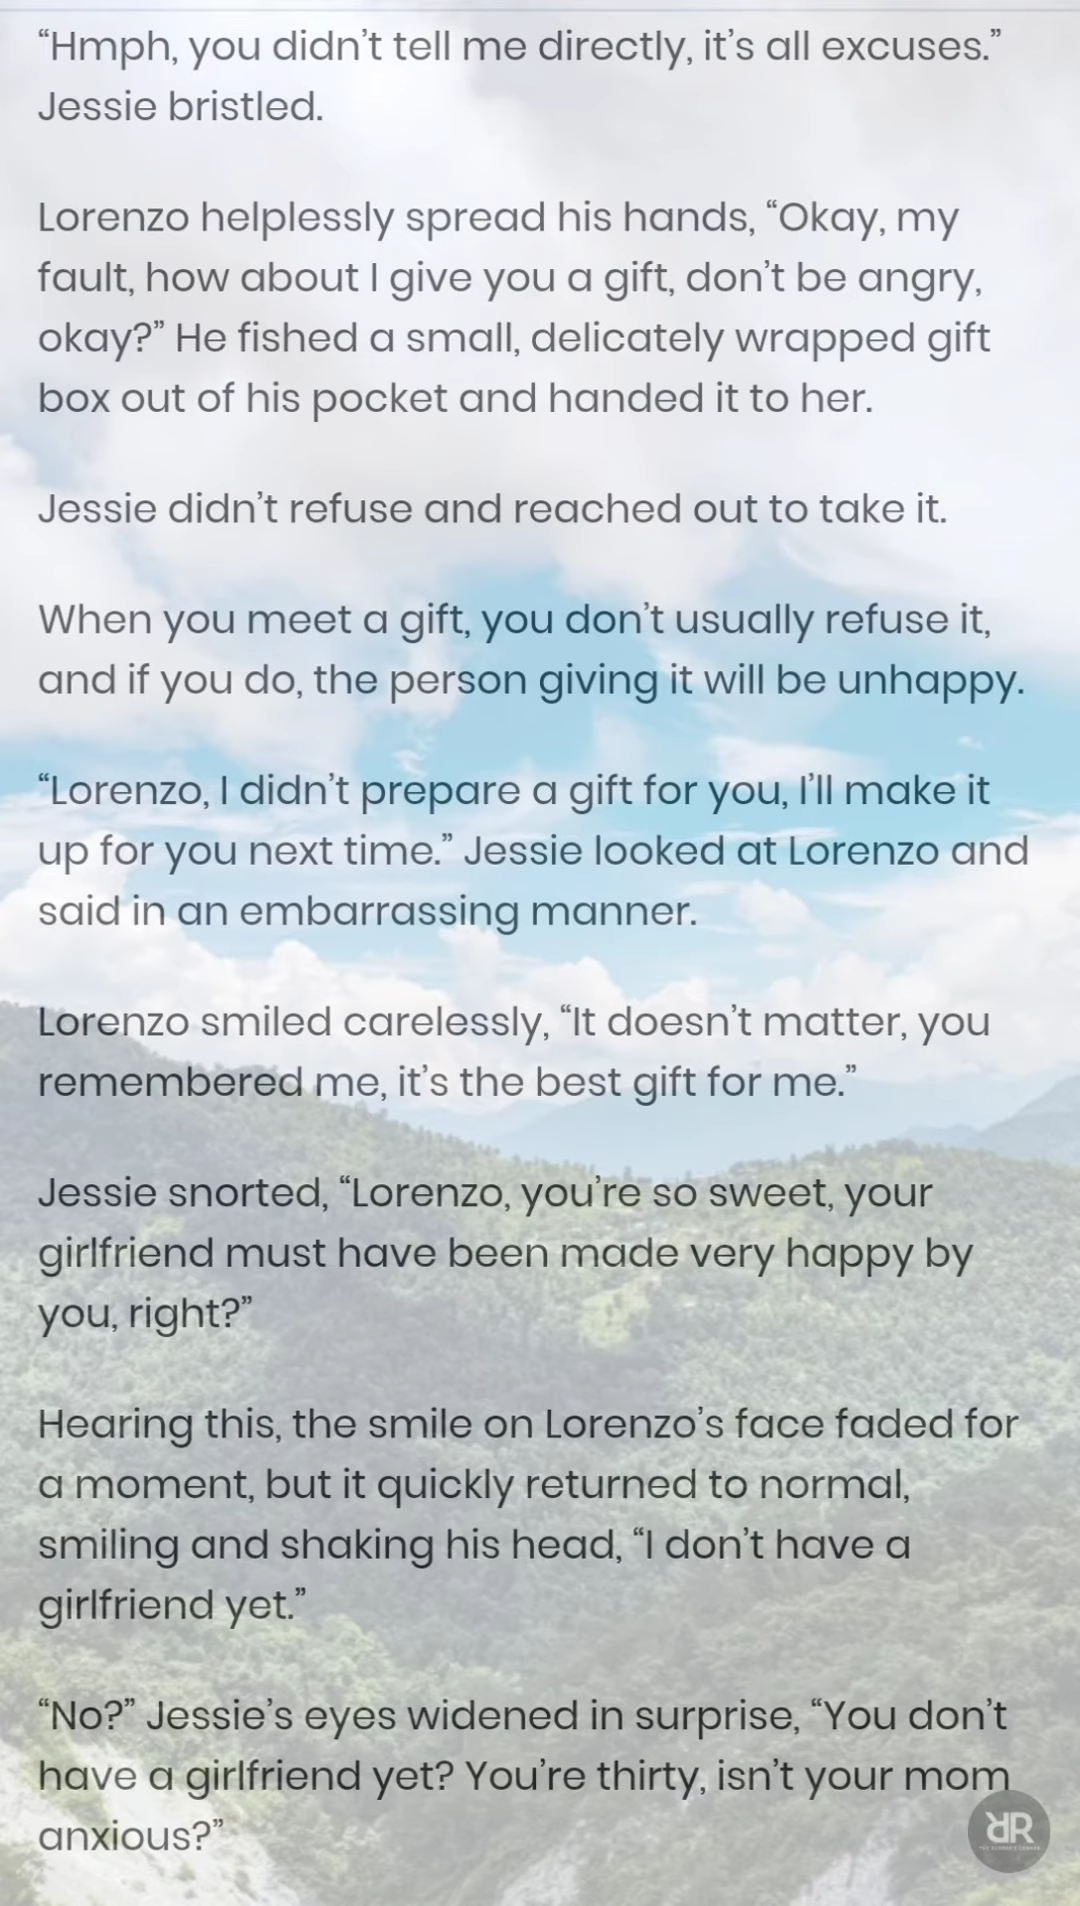 “Hmph, you didn’t tell me directly, it’s all excuses.”
Jessie bristled.
Lorenzo helplessly spread his hands, “Okay, my
fault, how about I give you a gift, don’t be angry,
okay?” He fished a small, delicately wrapped gift
box out of his pocket and handed it to her.
Jessie didn’t refuse and reached out to take it.
When you meet a gift, you don’t usually refuse it,
and if you do, the person giving it will be unhappy.
“Lorenzo, I didn’t prepare a gift for you, I’ll make it
up for you next time.” Jessie looked at Lorenzo and
said in an embarrassing manner.
Lorenzo smiled carelessly, “It doesn’t matter, you
remembered me, it’s the best gift for me.”
Jessie snorted, “Lorenzo, you’re so sweet, your
girlfriend must have been made very happy by
you, right?”
Hearing this, the smile on Lorenzo’s face faded for
a moment, but it quickly returned to normal,
smiling and shaking his head, “I don’t have a
girlfriend yet.”
“No?” Jessie’s eyes widened in surprise, “You don’t
have a girlfriend yet? You’re thirty, isn’t your mom
anxious?”